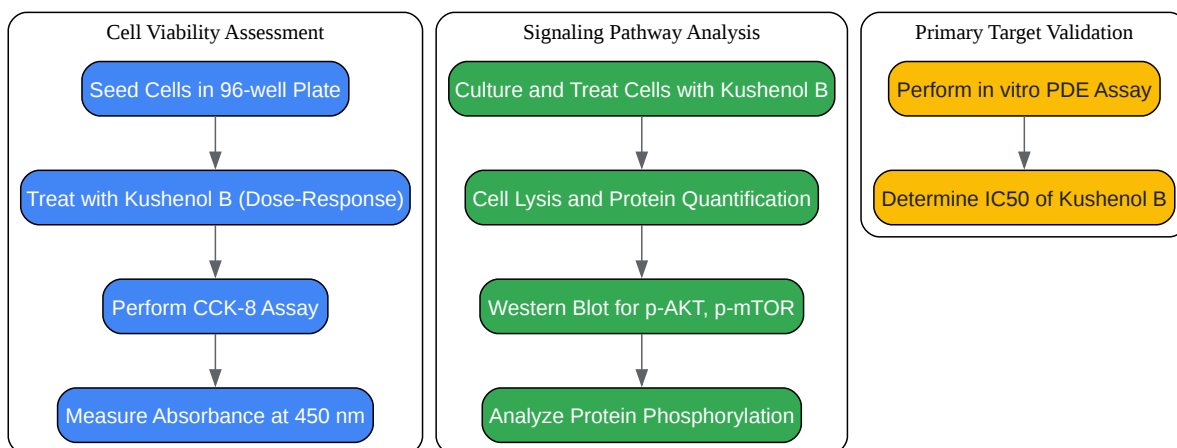 Cell Viability Assessment
Seed Cells in 96-well Plate
Treat with Kushenol B (Dose-Response)
Perform CCK-8 Assay
Measure Absorbance at 450 nm
Signaling Pathway Analysis
Culture and Treat Cells with Kushenol B
Cell Lysis and Protein Quantification
Western Blot for p-AKT, p-mTOR
Analyze Protein Phosphorylation
Primary Target Validation
Perform in vitro PDE Assay
Determine IC50 of Kushenol B